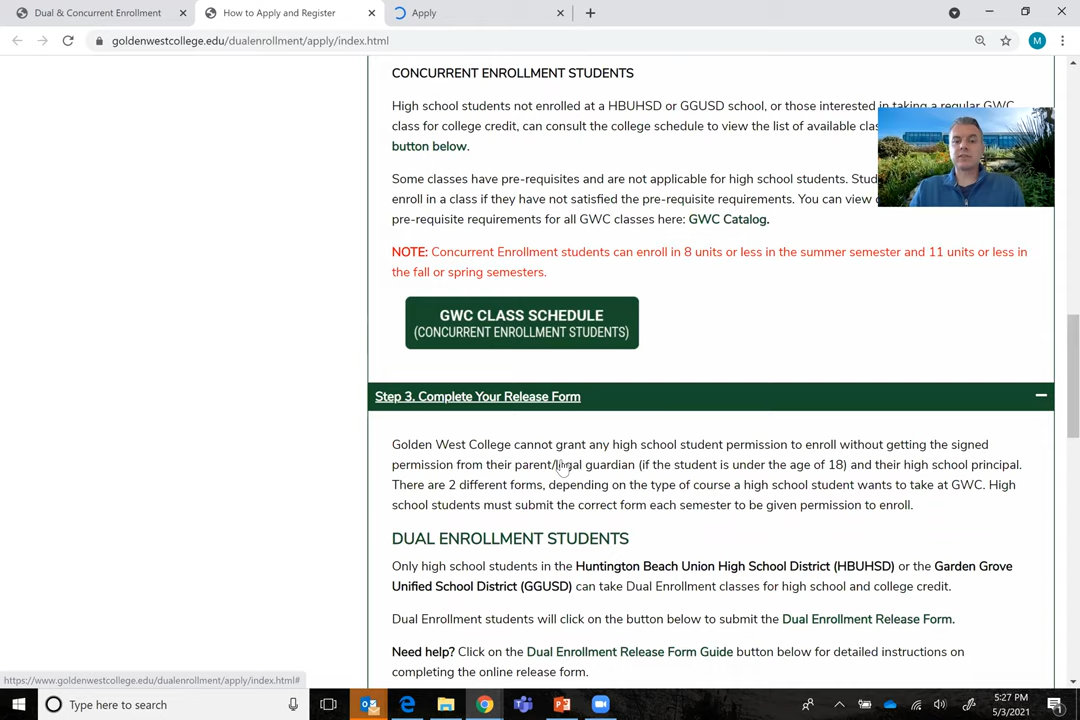 Dual & Concurrent Enrollment
How to Apply and Register
Apply
goldenwestcollege.edu/dualenrollment/apply/index.html
M
CONCURRENT ENROLLMENT STUDENTS
High school students not enrolled at a HBUHSD or GGUSD school, or those interested in taking a regular GWC
class for college credit, can consult the college schedule to view the list of available
button below.
Some classes have pre-requisites and are not applicable for high school students.
enroll in a class if they have not satisfied the pre-requisite requirements. You can view
pre-requisite requirements for all GWC classes here: GWC Catalog.
NOTE: Concurrent Enrollment students can enroll in 8 units or less in the summer semester and 11 units or less in
the fall or spring semesters.
GWC CLASS SCHEDULE
(CONCURRENT ENROLLMENT STUDENTS)
Step 3. Complete Your Release Form
Golden West College cannot grant any high school student permission to enroll without getting the signed
permission from their parent/legal guardian (if the student is under the age of 18) and their high school principal.
There are 2 different forms, depending on the type of course a high school student wants to take at GWC. High
school students must submit the correct form each semester to be given permission to enroll.
DUAL ENROLLMENT STUDENTS
Only high school students in the Huntington Beach Union High School District (HBUHSD) or the Garden Grove
Unified School District (GGUSD) can take Dual Enrollment classes for high school and college credit.
Dual Enrollment students will click on the button below to submit the Dual Enrollment Release Form.
Need help? Click on the Dual Enrollment Release Form Guide button below for detailed instructions on
completing the online release form.
https://www.goldenwestcollege.edu/dualenrollment/apply/index.html#
Type here to search
5:27 PM
5/3/2021